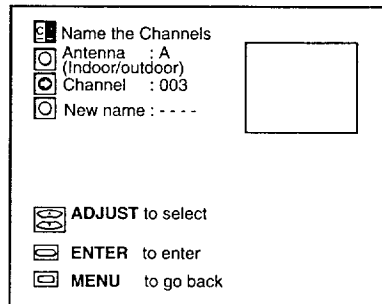 Name the Channels
Antenna : A
(Indoor/outdoor)
Channel : 003
New name : - - - -
ADJUST to select
ENTER to enter
MENU to go back